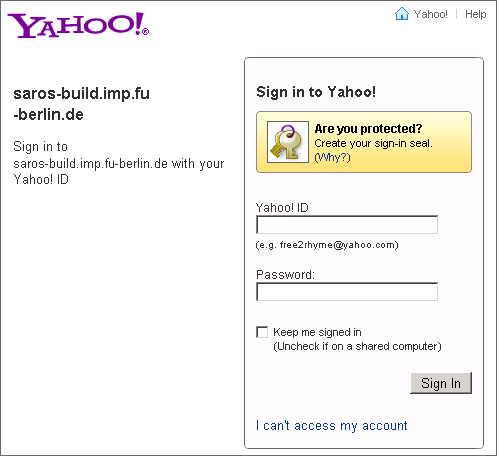 YAHOO!®
Yahoo! | Help
saros-build.imp.fu
-berlin.de
Sign in to
saros-build.imp.fu-berlin.de with your
Yahoo! ID
Sign in to Yahoo!
Are you protected?
Create your sign-in seal.
(Why?)
Yahoo! ID
(e.g. free2rhyme@yahoo.com)
Password:
Keep me signed in
(Uncheck if on a shared computer)
Sign In
I can't access my account